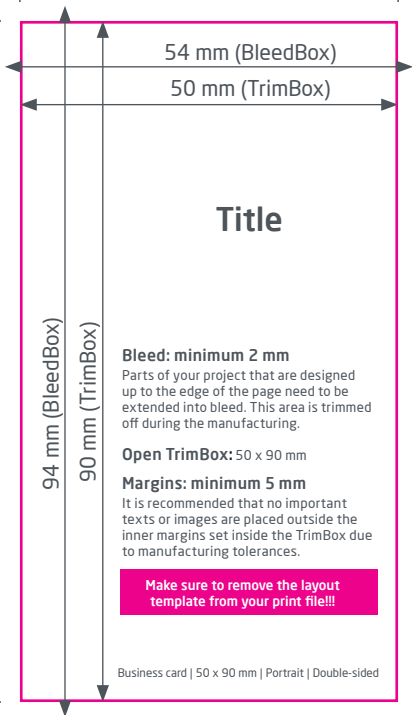 54 mm (BleedBox)
50 mm (TrimBox)
Title
94 mm (BleedBox)
90 mm (TrimBox)
Bleed: minimum 2 mm
Parts of your project that are designed
up to the edge of the page need to be
extended into bleed. This area is trimmed
off during the manufacturing.
Open TrimBox: 50 x 90 mm
Margins: minimum 5 mm
It is recommended that no important
texts or images are placed outside the
inner margins set inside the TrimBox due
to manufacturing tolerances.
Make sure to remove the layout
template from your print file!!!
Business card | 50 x 90 mm | Portrait | Double-sided